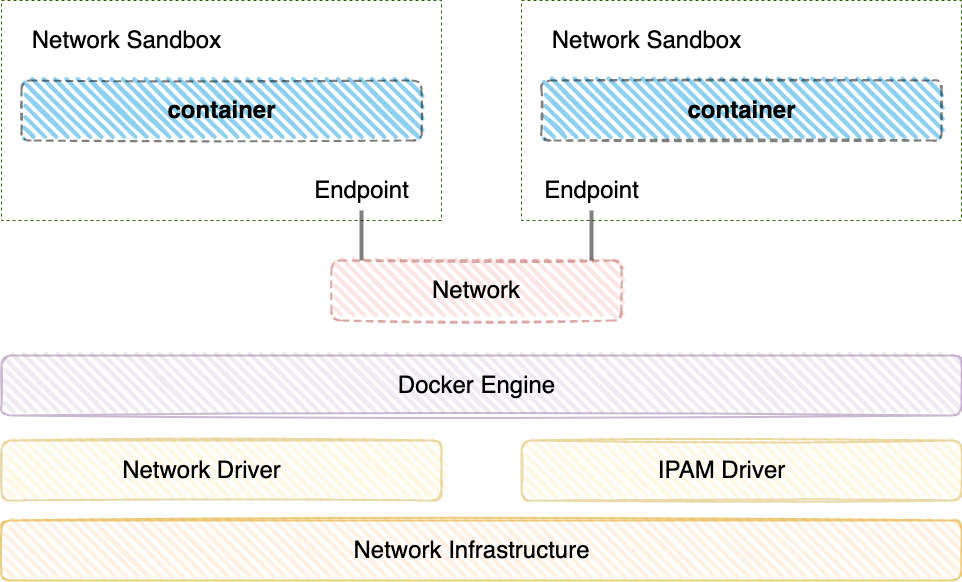 Network Sandbox
Network Sandbox
container
container
Endpoint
Endpoint
Network
Docker Engine
Network Driver
IPAM Driver
Network Infrastructure